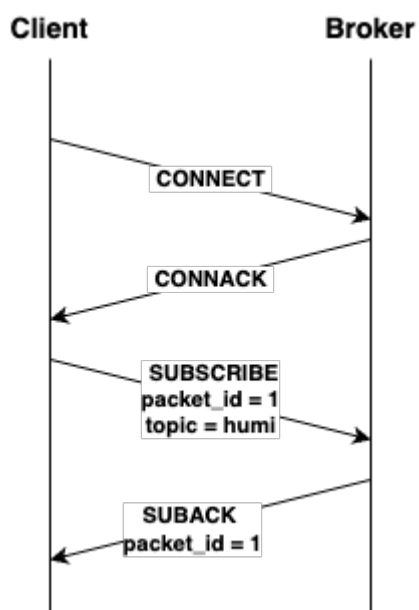 Client
Broker
CONNECT
CONNACK
SUBSCRIBE
packet_id = 1
topic = humi
SUBACK
packet_id = 1